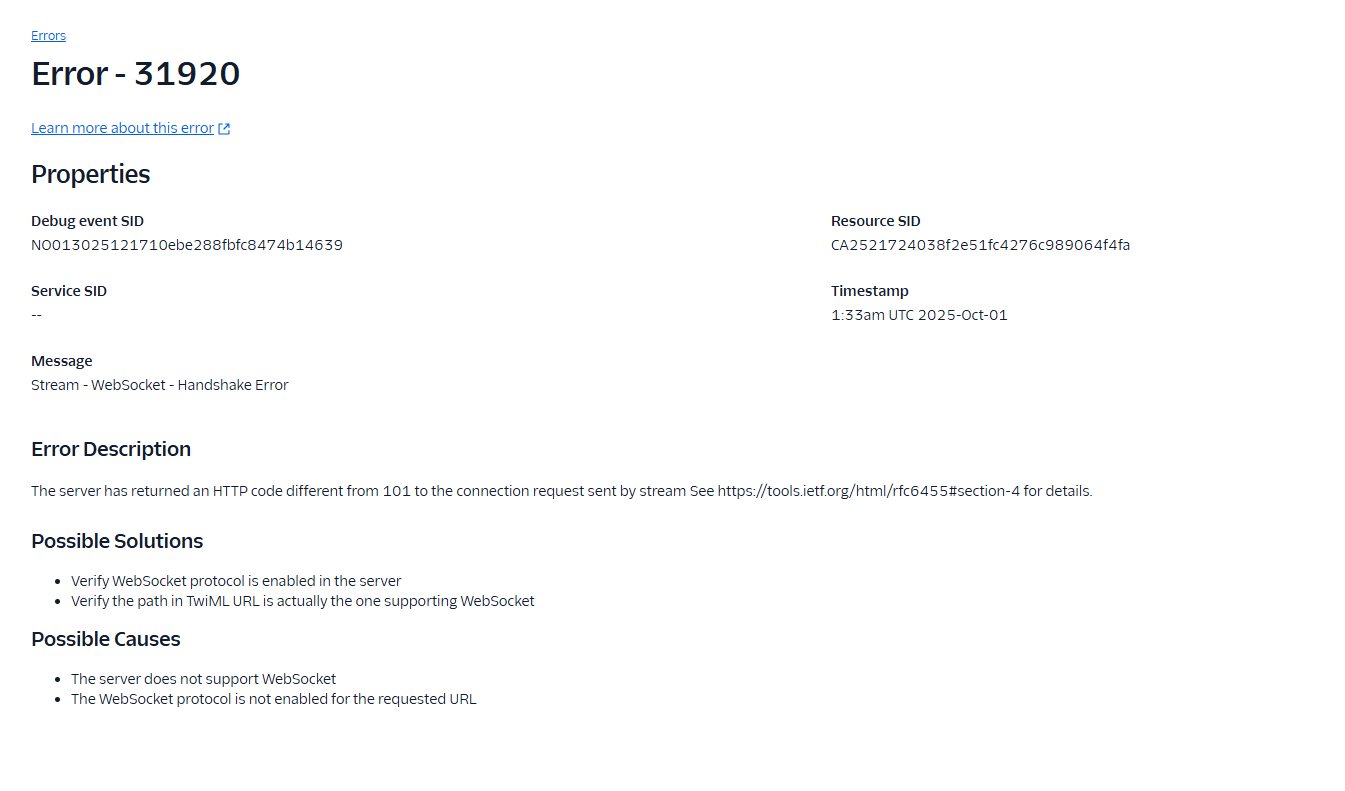 Errors
Error - 31920
Learn more about this error
Properties
Debug event SID
NO013025121710ebe288fbfc8474b14639
Resource SID
CA2521724038f2e51fc4276c989064f4fa
Service SID
--
Timestamp
1:33am UTC 2025-Oct-01
Message
Stream - WebSocket - Handshake Error
Error Description
The server has returned an HTTP code different from 101 to the connection request sent by stream See https://tools.ietf.org/html/rfc6455#section-4 for details.
Possible Solutions
• Verify WebSocket protocol is enabled in the server
• Verify the path in TwiML URL is actually the one supporting WebSocket
Possible Causes
• The server does not support WebSocket
• The WebSocket protocol is not enabled for the requested URL